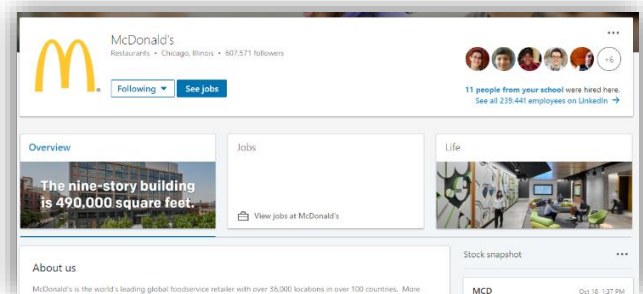 McDonald's
Restaurants • Chicago, Illinois • 607,571 followers
Following
See jobs
+6
11 people from your school were hired here.
See all 239,441 employees on LinkedIn →
Overview
The nine-story building
is 490,000 square feet.
Jobs
View jobs at McDonald's
Life
About us
McDonald's is the world's leading global foodservice retailer with over 36,000 locations in over 100 countries. More
Stock snapshot
MCD
Oct 18 1:37 PM